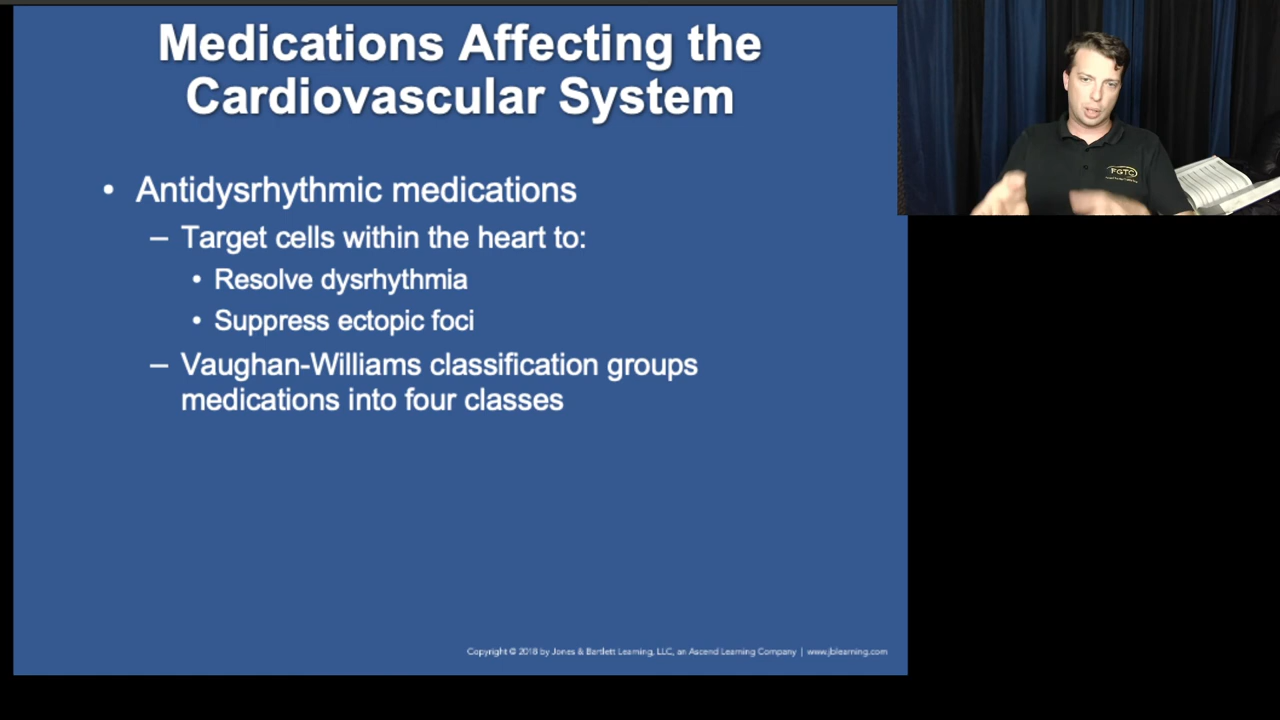 Medications Affecting the
Cardiovascular System
• Antidysrhythmic medications
– Target cells within the heart to:
• Resolve dysrhythmia
• Suppress ectopic foci
– Vaughan-Williams classification groups
medications into four classes
Copyright © 2018 by Jones & Bartlett Learning, LLC, an Ascend Learning Company | www.jblearning.com
FGTC